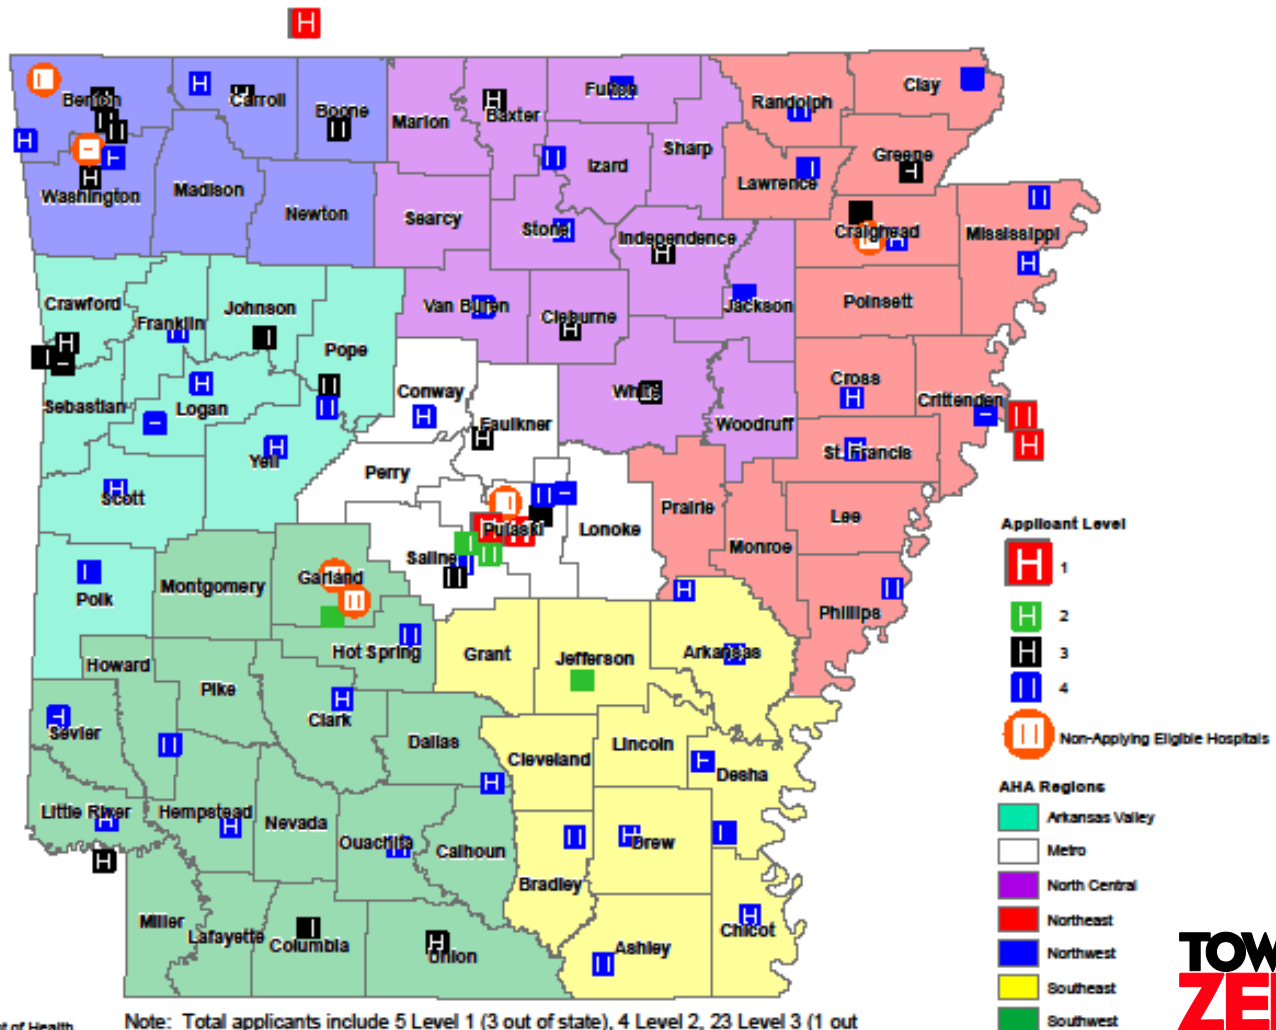 H
Benton
Carroll
Boone
Marion
Baxter
Fulton
Sharp
Izard
Randolph
Clay
Greene
Lawrence
Washington
Madison
Newton
Searcy
Stone
Independence
Craighead
Mississippi
Crawford
Franklin
Johnson
Pope
Van Buren
Cleburne
Jackson
Poinsett
Sebastian
Logan
Conway
Faulkner
White
Woodruff
Cross
Crittenden
St. Francis
Yell
Scott
Perry
Pulaski
Lonoke
Prairie
Lee
Monroe
Saline
Polk
Montgomery
Garland
Phillips
Howard
Hot Spring
Grant
Jefferson
Arkansas
Pike
Clark
Sevier
Dallas
Cleveland
Lincoln
Desha
Little River
Hempstead
Nevada
Ouachita
Calhoun
Drew
Bradley
Miller
Lafayette
Columbia
Union
Ashley
Chicot
Applicant Level
H 1
H 2
H 3
4
Non-Applying Eligible Hospitals
AHA Regions
Arkansas Valley
Metro
North Central
Northeast
Northwest
Southeast
Southwest
TOW
ZE
t of Health
Note: Total applicants include 5 Level 1 (3 out of state), 4 Level 2, 23 Level 3 (1 out